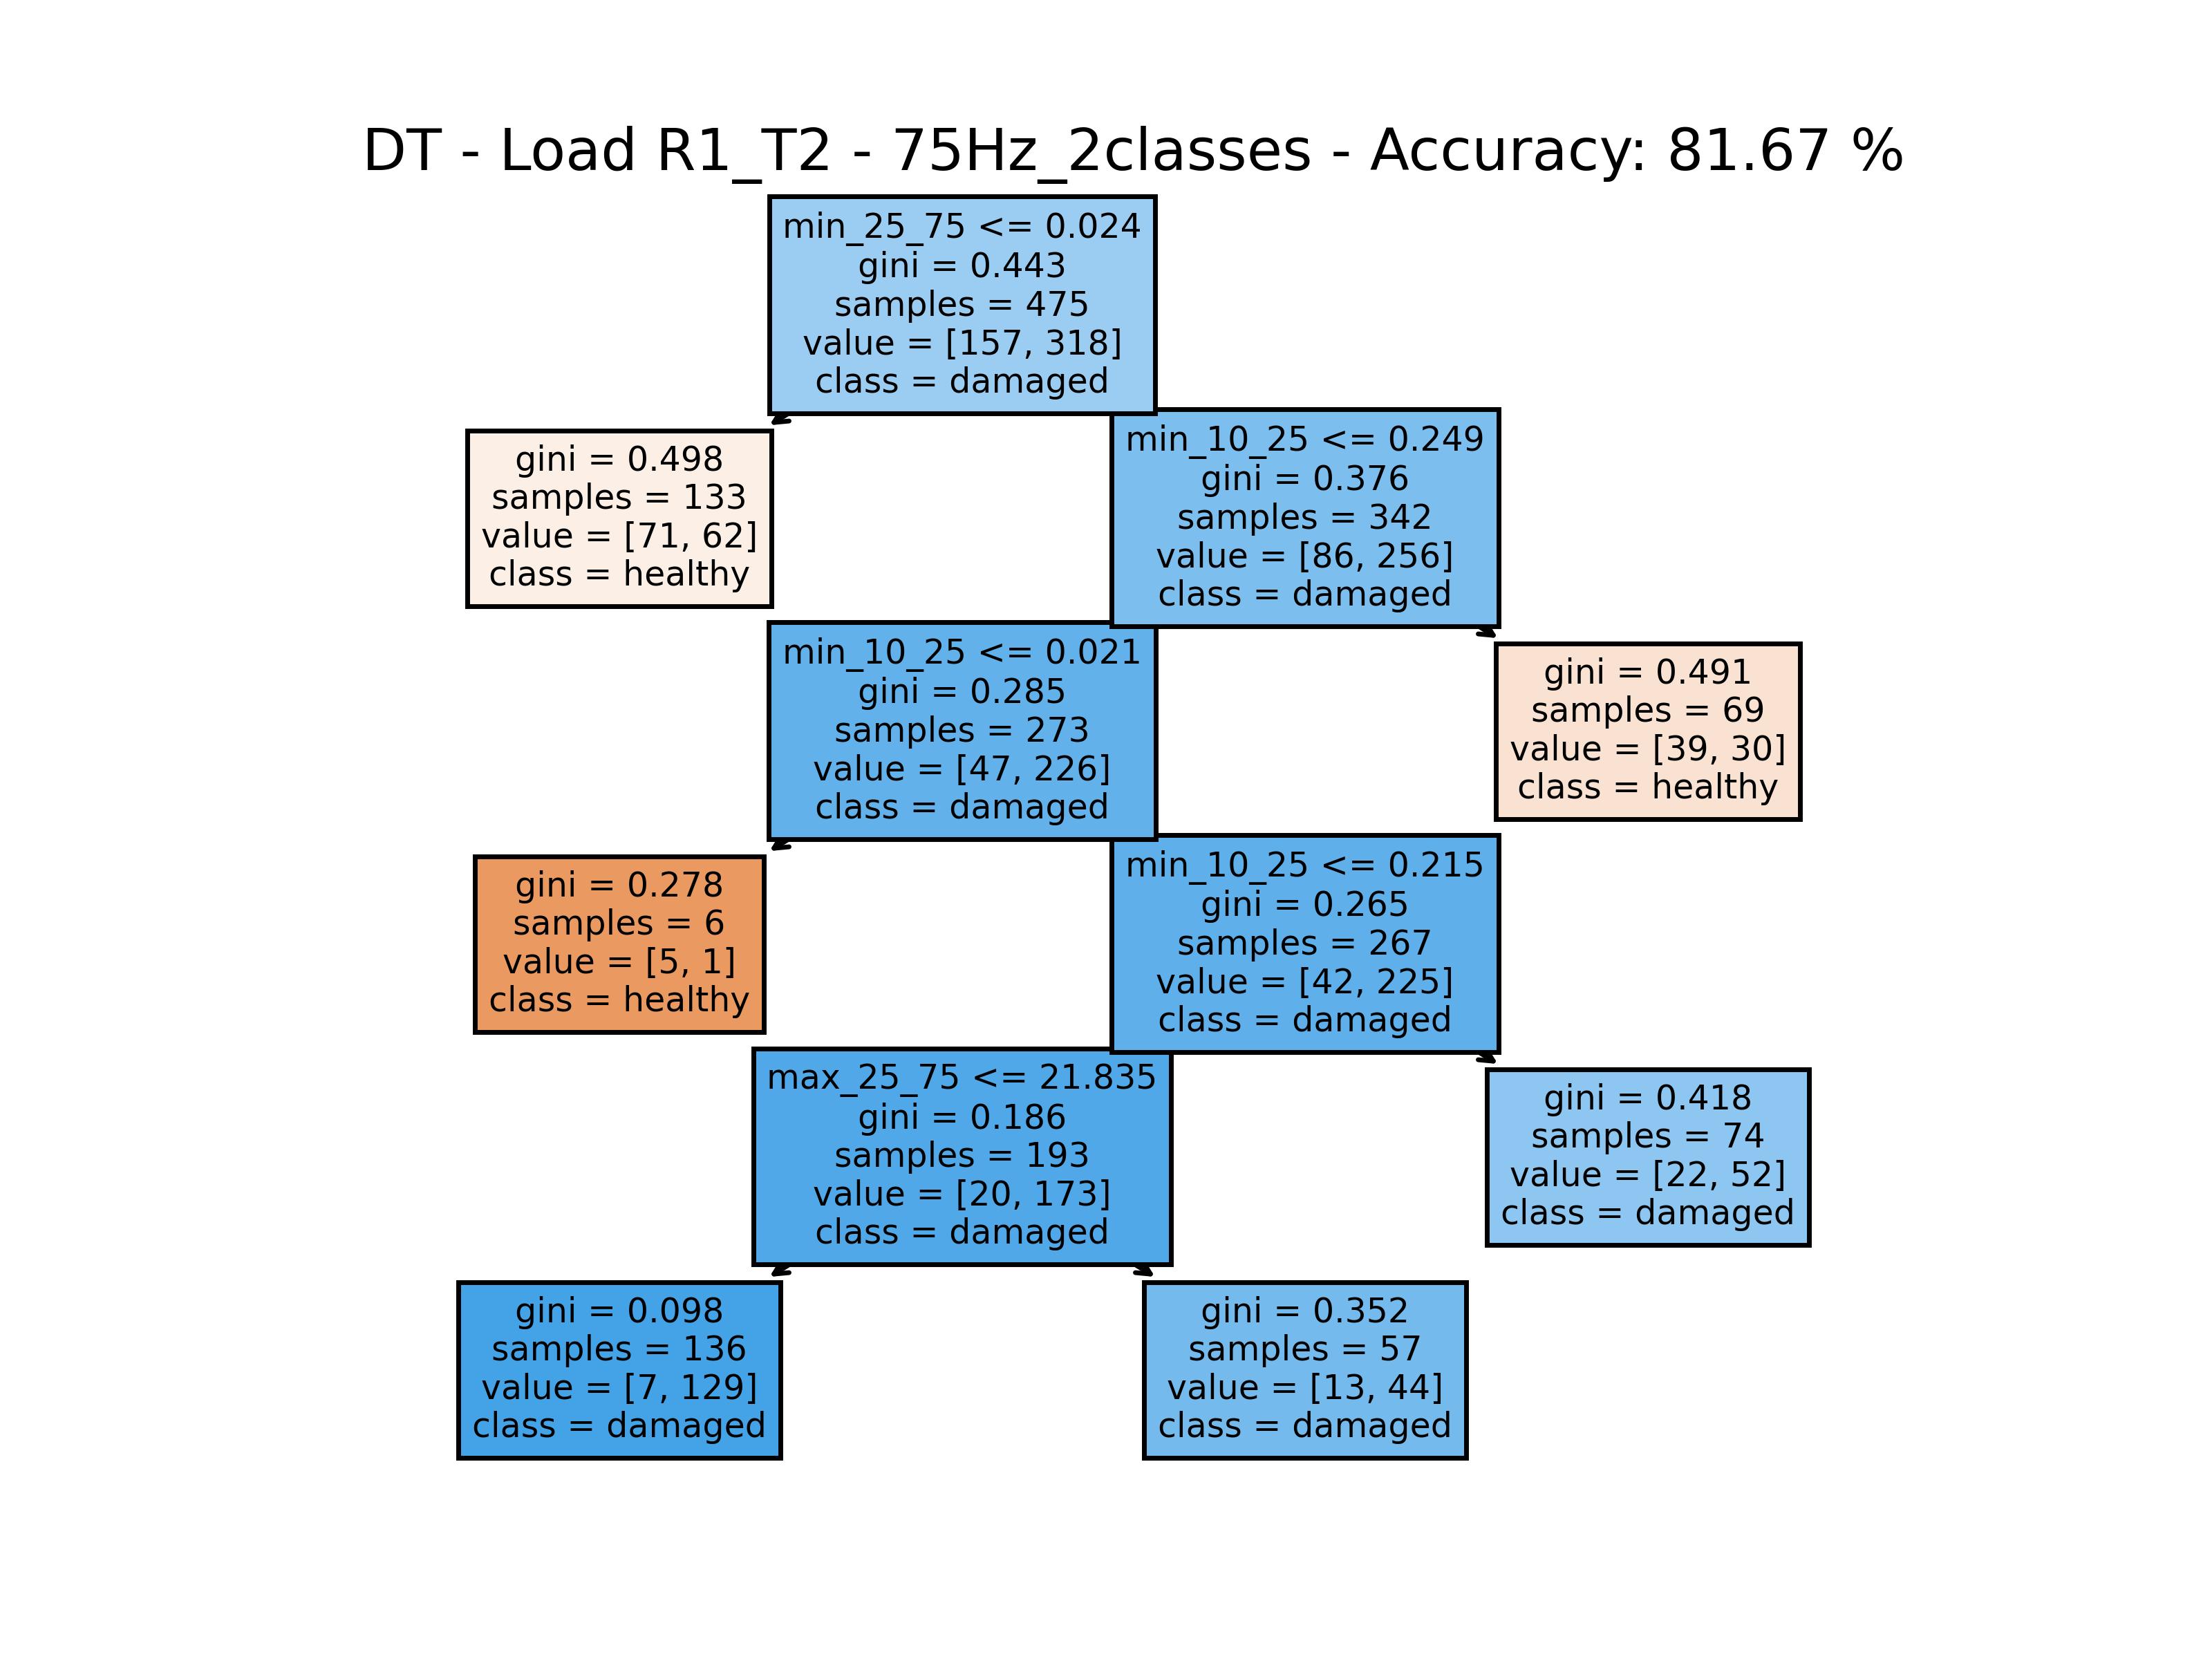 DT - Load R1_T2 - 75Hz_2classes - Accuracy: 81.67 %
min_25_75 <= 0.024
gini = 0.443
samples = 475
value = [157, 318]
class = damaged
gini = 0.498
samples = 133
value = [71, 62]
class = healthy
min_10_25 <= 0.249
gini = 0.376
samples = 342
value = [86, 256]
class = damaged
min_10_25 <= 0.021
gini = 0.285
samples = 273
value = [47, 226]
class = damaged
gini = 0.491
samples = 69
value = [39, 30]
class = healthy
gini = 0.278
samples = 6
value = [5, 1]
class = healthy
min_10_25 <= 0.215
gini = 0.265
samples = 267
value = [42, 225]
class = damaged
max_25_75 <= 21.835
gini = 0.186
samples = 193
value = [20, 173]
class = damaged
gini = 0.418
samples = 74
value = [22, 52]
class = damaged
gini = 0.098
samples = 136
value = [7, 129]
class = damaged
gini = 0.352
samples = 57
value = [13, 44]
class = damaged